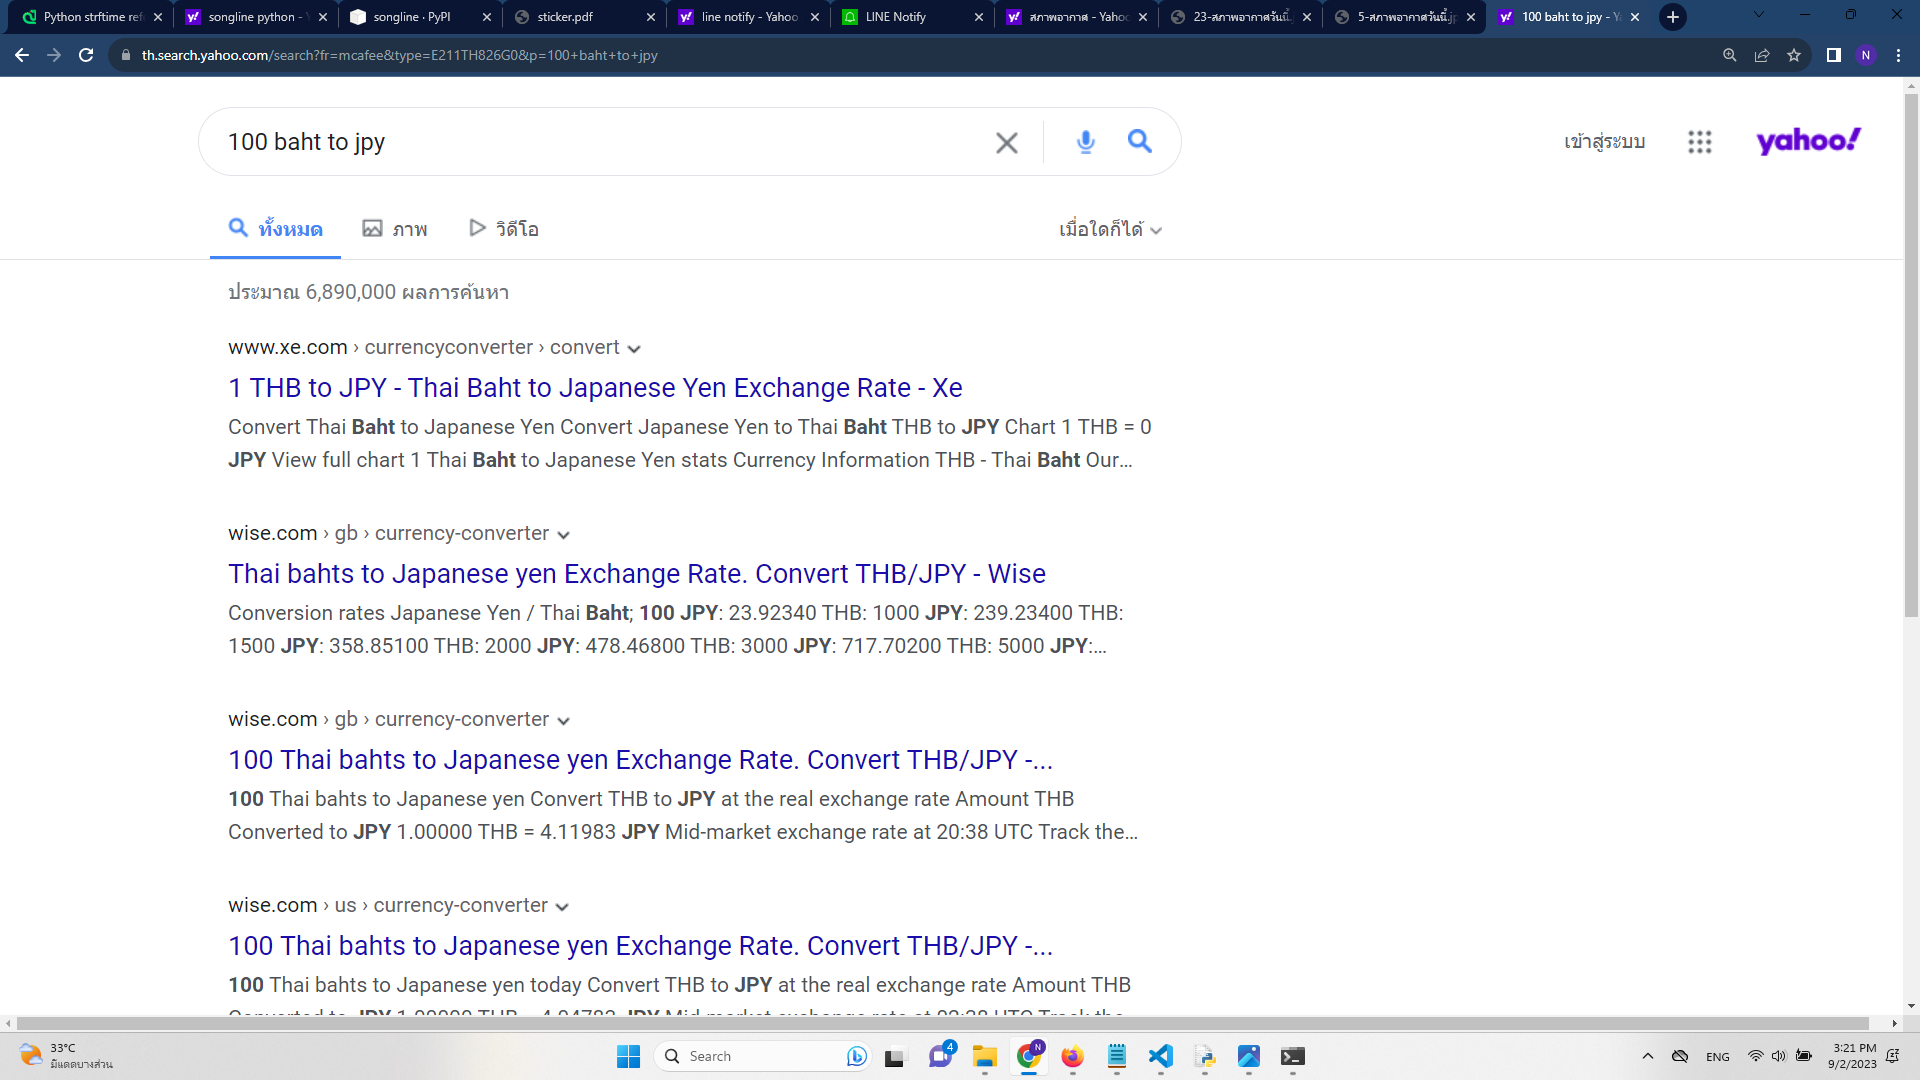 Python strftime ref
songline python - Y
songline · PyPI
sticker.pdf
line notify - Yahoo
LINE Notify
สภาพอากาศ - Yahoo
23-สภาพอากาศวันนี้.j
5-สภาพอากาศวันนี้.jp
100 baht to jpy - Ya
th.search.yahoo.com/search?fr=mcafee&type=E211TH826G0&p=100+baht+to+jpy
N
100 baht to jpy
เข้าสู่ระบบ
yahoo!
ทั้งหมด
ภาพ
วิดีโอ
เมื่อใดก็ได้
ประมาณ 6,890,000 ผลการค้นหา
www.xe.com › currencyconverter › convert
1 THB to JPY - Thai Baht to Japanese Yen Exchange Rate - Xe
Convert Thai Baht to Japanese Yen Convert Japanese Yen to Thai Baht THB to JPY Chart 1 THB = 0
JPY View full chart 1 Thai Baht to Japanese Yen stats Currency Information THB - Thai Baht Our...
wise.com › gb › currency-converter
Thai bahts to Japanese yen Exchange Rate. Convert THB/JPY - Wise
Conversion rates Japanese Yen / Thai Baht; 100 JPY: 23.92340 THB: 1000 JPY: 239.23400 THB:
1500 JPY: 358.85100 THB: 2000 JPY: 478.46800 THB: 3000 JPY: 717.70200 THB: 5000 JPY:...
wise.com › gb › currency-converter
100 Thai bahts to Japanese yen Exchange Rate. Convert THB/JPY -...
100 Thai bahts to Japanese yen Convert THB to JPY at the real exchange rate Amount THB
Converted to JPY 1.00000 THB = 4.11983 JPY Mid-market exchange rate at 20:38 UTC Track the...
wise.com › us › currency-converter
100 Thai bahts to Japanese yen Exchange Rate. Convert THB/JPY -...
100 Thai bahts to Japanese yen today Convert THB to JPY at the real exchange rate Amount THB
33°C
มีแดดบางส่วน
Search
4
N
ENG
3:21 PM
9/2/2023